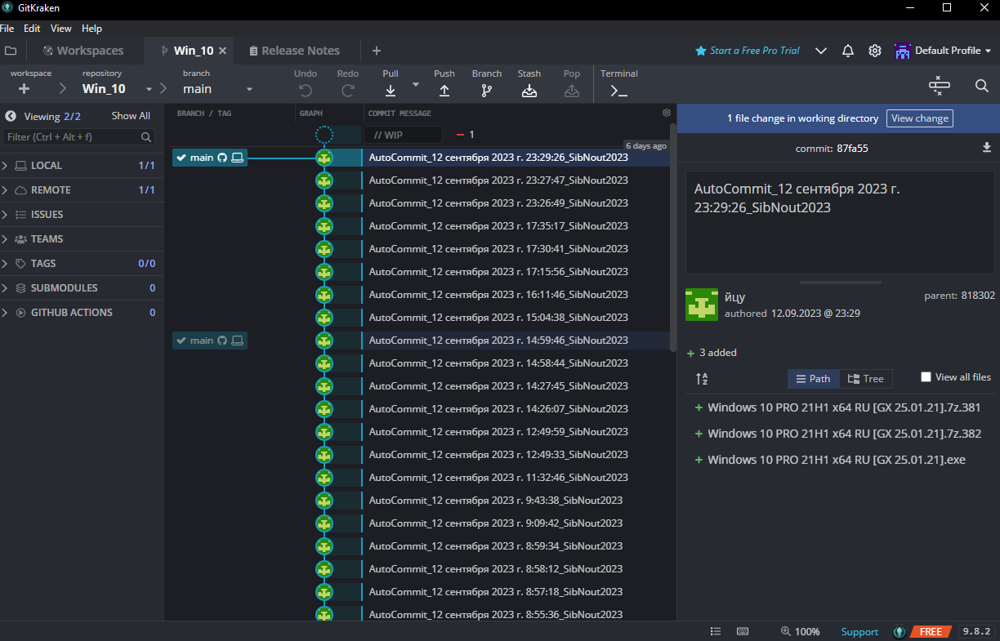 GitKraken
File Edit View Help
Workspaces
Win_10
Release Notes
Start a Free Pro Trial
Default Profile
workspace
repository
Win_10
branch
main
Undo
Redo
Pull
Push
Branch
Stash
Pop
Terminal
Viewing 2/2
Show All
Filter (Ctrl + Alt + f)
LOCAL 1/1
REMOTE 1/1
ISSUES
TEAMS
TAGS 0/0
SUBMODULES 0
GITHUB ACTIONS 0
BRANCH / TAG
GRAPH
COMMIT MESSAGE
// WIP
1
6 days ago
main
AutoCommit_12 сентября 2023 г. 23:29:26_SibNout2023
AutoCommit_12 сентября 2023 г. 23:27:47_SibNout2023
AutoCommit_12 сентября 2023 г. 23:26:49_SibNout2023
AutoCommit_12 сентября 2023 г. 17:35:17_SibNout2023
AutoCommit_12 сентября 2023 г. 17:30:41_SibNout2023
AutoCommit_12 сентября 2023 г. 17:15:56_SibNout2023
AutoCommit_12 сентября 2023 г. 16:11:46_SibNout2023
AutoCommit_12 сентября 2023 г. 15:04:38_SibNout2023
main
AutoCommit_12 сентября 2023 г. 14:59:46_SibNout2023
AutoCommit_12 сентября 2023 г. 14:58:44_SibNout2023
AutoCommit_12 сентября 2023 г. 14:27:45_SibNout2023
AutoCommit_12 сентября 2023 г. 14:26:07_SibNout2023
AutoCommit_12 сентября 2023 г. 12:49:59_SibNout2023
AutoCommit_12 сентября 2023 г. 12:49:33_SibNout2023
AutoCommit_12 сентября 2023 г. 11:32:46_SibNout2023
AutoCommit_12 сентября 2023 г. 9:43:38_SibNout2023
AutoCommit_12 сентября 2023 г. 9:09:42_SibNout2023
AutoCommit_12 сентября 2023 г. 8:59:34_SibNout2023
AutoCommit_12 сентября 2023 г. 8:58:12_SibNout2023
AutoCommit_12 сентября 2023 г. 8:57:18_SibNout2023
AutoCommit_12 сентября 2023 г. 8:55:36_SibNout2023
1 file change in working directory
View change
commit: 87fa55
AutoCommit_12 сентября 2023 г.
23:29:26_SibNout2023
йцу
parent: 818302
authored 12.09.2023 @ 23:29
+ 3 added
Path
Tree
View all files
+ Windows 10 PRO 21H1 x64 RU [GX 25.01.21].7z.381
+ Windows 10 PRO 21H1 x64 RU [GX 25.01.21].7z.382
+ Windows 10 PRO 21H1 x64 RU [GX 25.01.21].exe
100%
Support
FREE
9.8.2